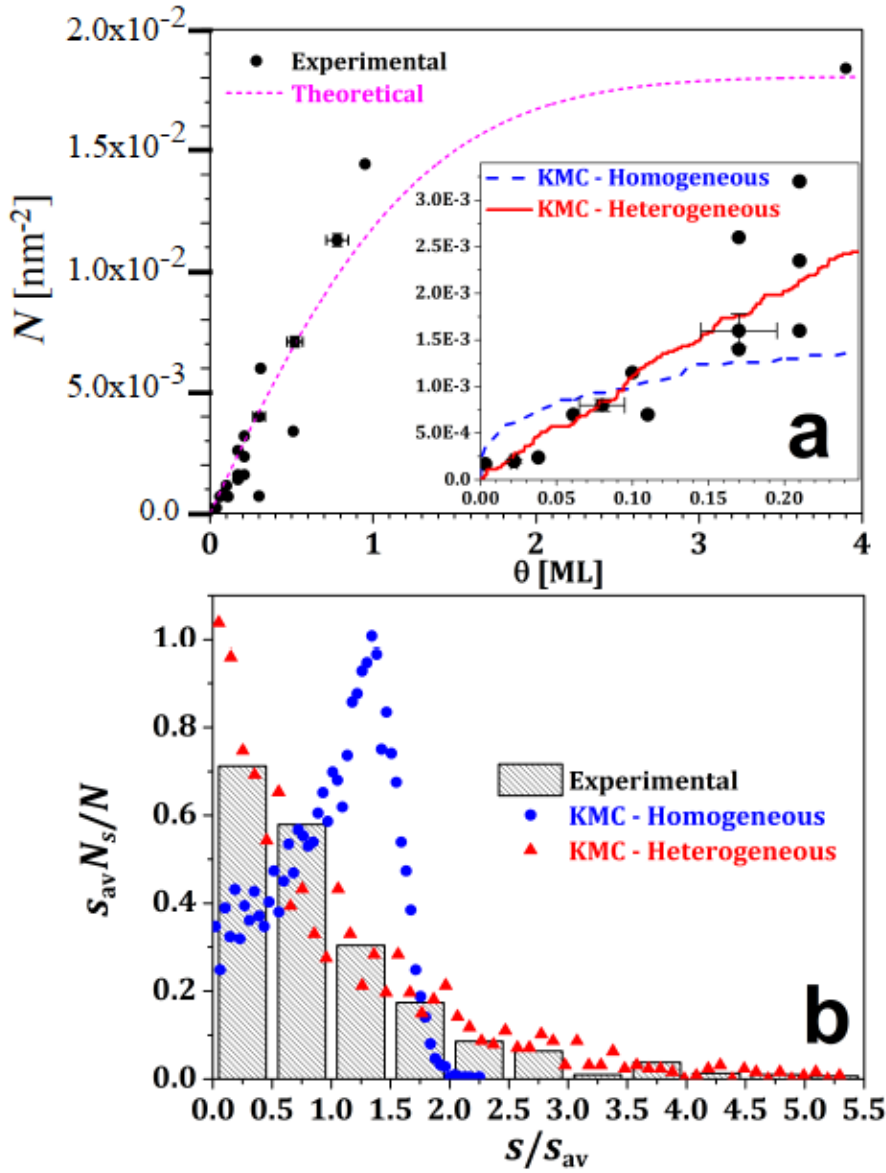 2.0x10-2
1.5x10-2
1.0x10-2
5.0x10-3
0.0
N [nm-2]
Experimental
Theoretical
0 1 2 3 4
θ [ML]
KMC - Homogeneous
KMC - Heterogeneous
3.0E-3
2.5E-3
2.0E-3
1.5E-3
1.0E-3
5.0E-4
0.0
0.00 0.05 0.10 0.15 0.20
a
1.0
0.8
0.6
0.4
0.2
0.0
savNs/N
Experimental
KMC - Homogeneous
KMC - Heterogeneous
b
0.0 0.5 1.0 1.5 2.0 2.5 3.0 3.5 4.0 4.5 5.0 5.5
s/sav